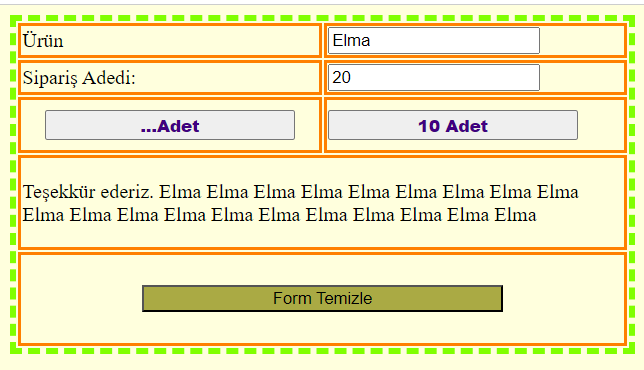 Ürün
Elma
Sipariş Adedi:
20
...Adet
10 Adet
Teşekkür ederiz. Elma Elma Elma Elma Elma Elma Elma Elma Elma
Elma Elma Elma Elma Elma Elma Elma Elma Elma Elma Elma
Form Temizle